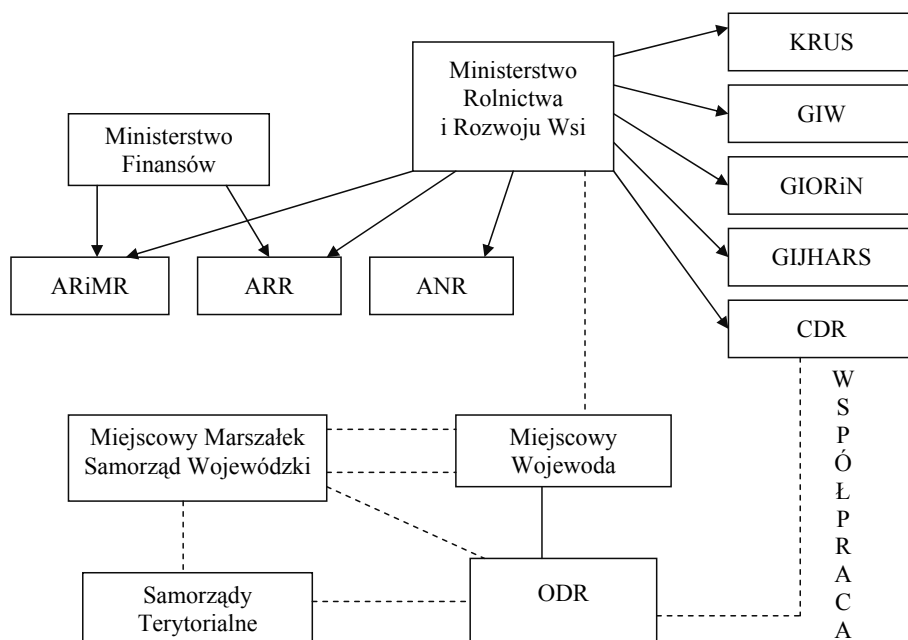 Ministerstwo
Rolnictwa
i Rozwoju Wsi
KRUS
GIW
GIORiN
GIJHARS
CDR
Ministerstwo
Finansów
ARiMR
ARR
ANR
Miejscowy Marszałek
Samorząd Wojewódzki
Miejscowy
Wojewoda
Samorządy
Terytorialne
ODR
W
S
P
Ó
Ł
P
R
A
C
A